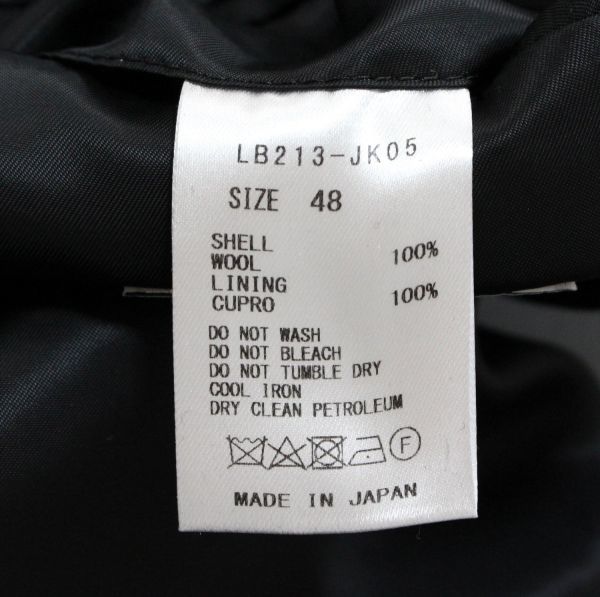 LB213-JK05
SIZE 48
SHELL
WOOL 100%
LINING
CUPRO 100%
DO NOT WASH
DO NOT BLEACH
DO NOT TUMBLE DRY
COOL IRON
DRY CLEAN PETROLEUM
F
MADE IN JAPAN